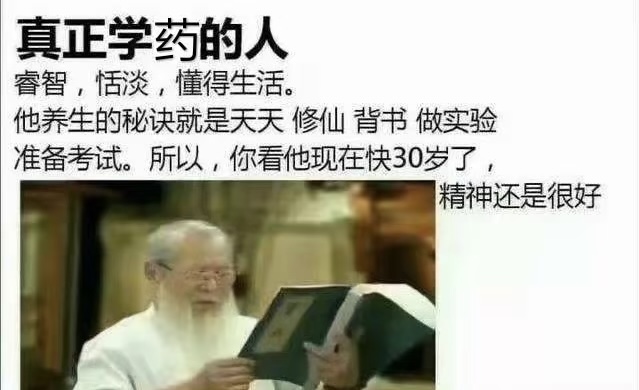 真正学药的人
睿智，恬淡，懂得生活。
他养生的秘诀就是天天 修仙 背书 做实验
准备考试。所以，你看他现在快30岁了，
精神还是很好